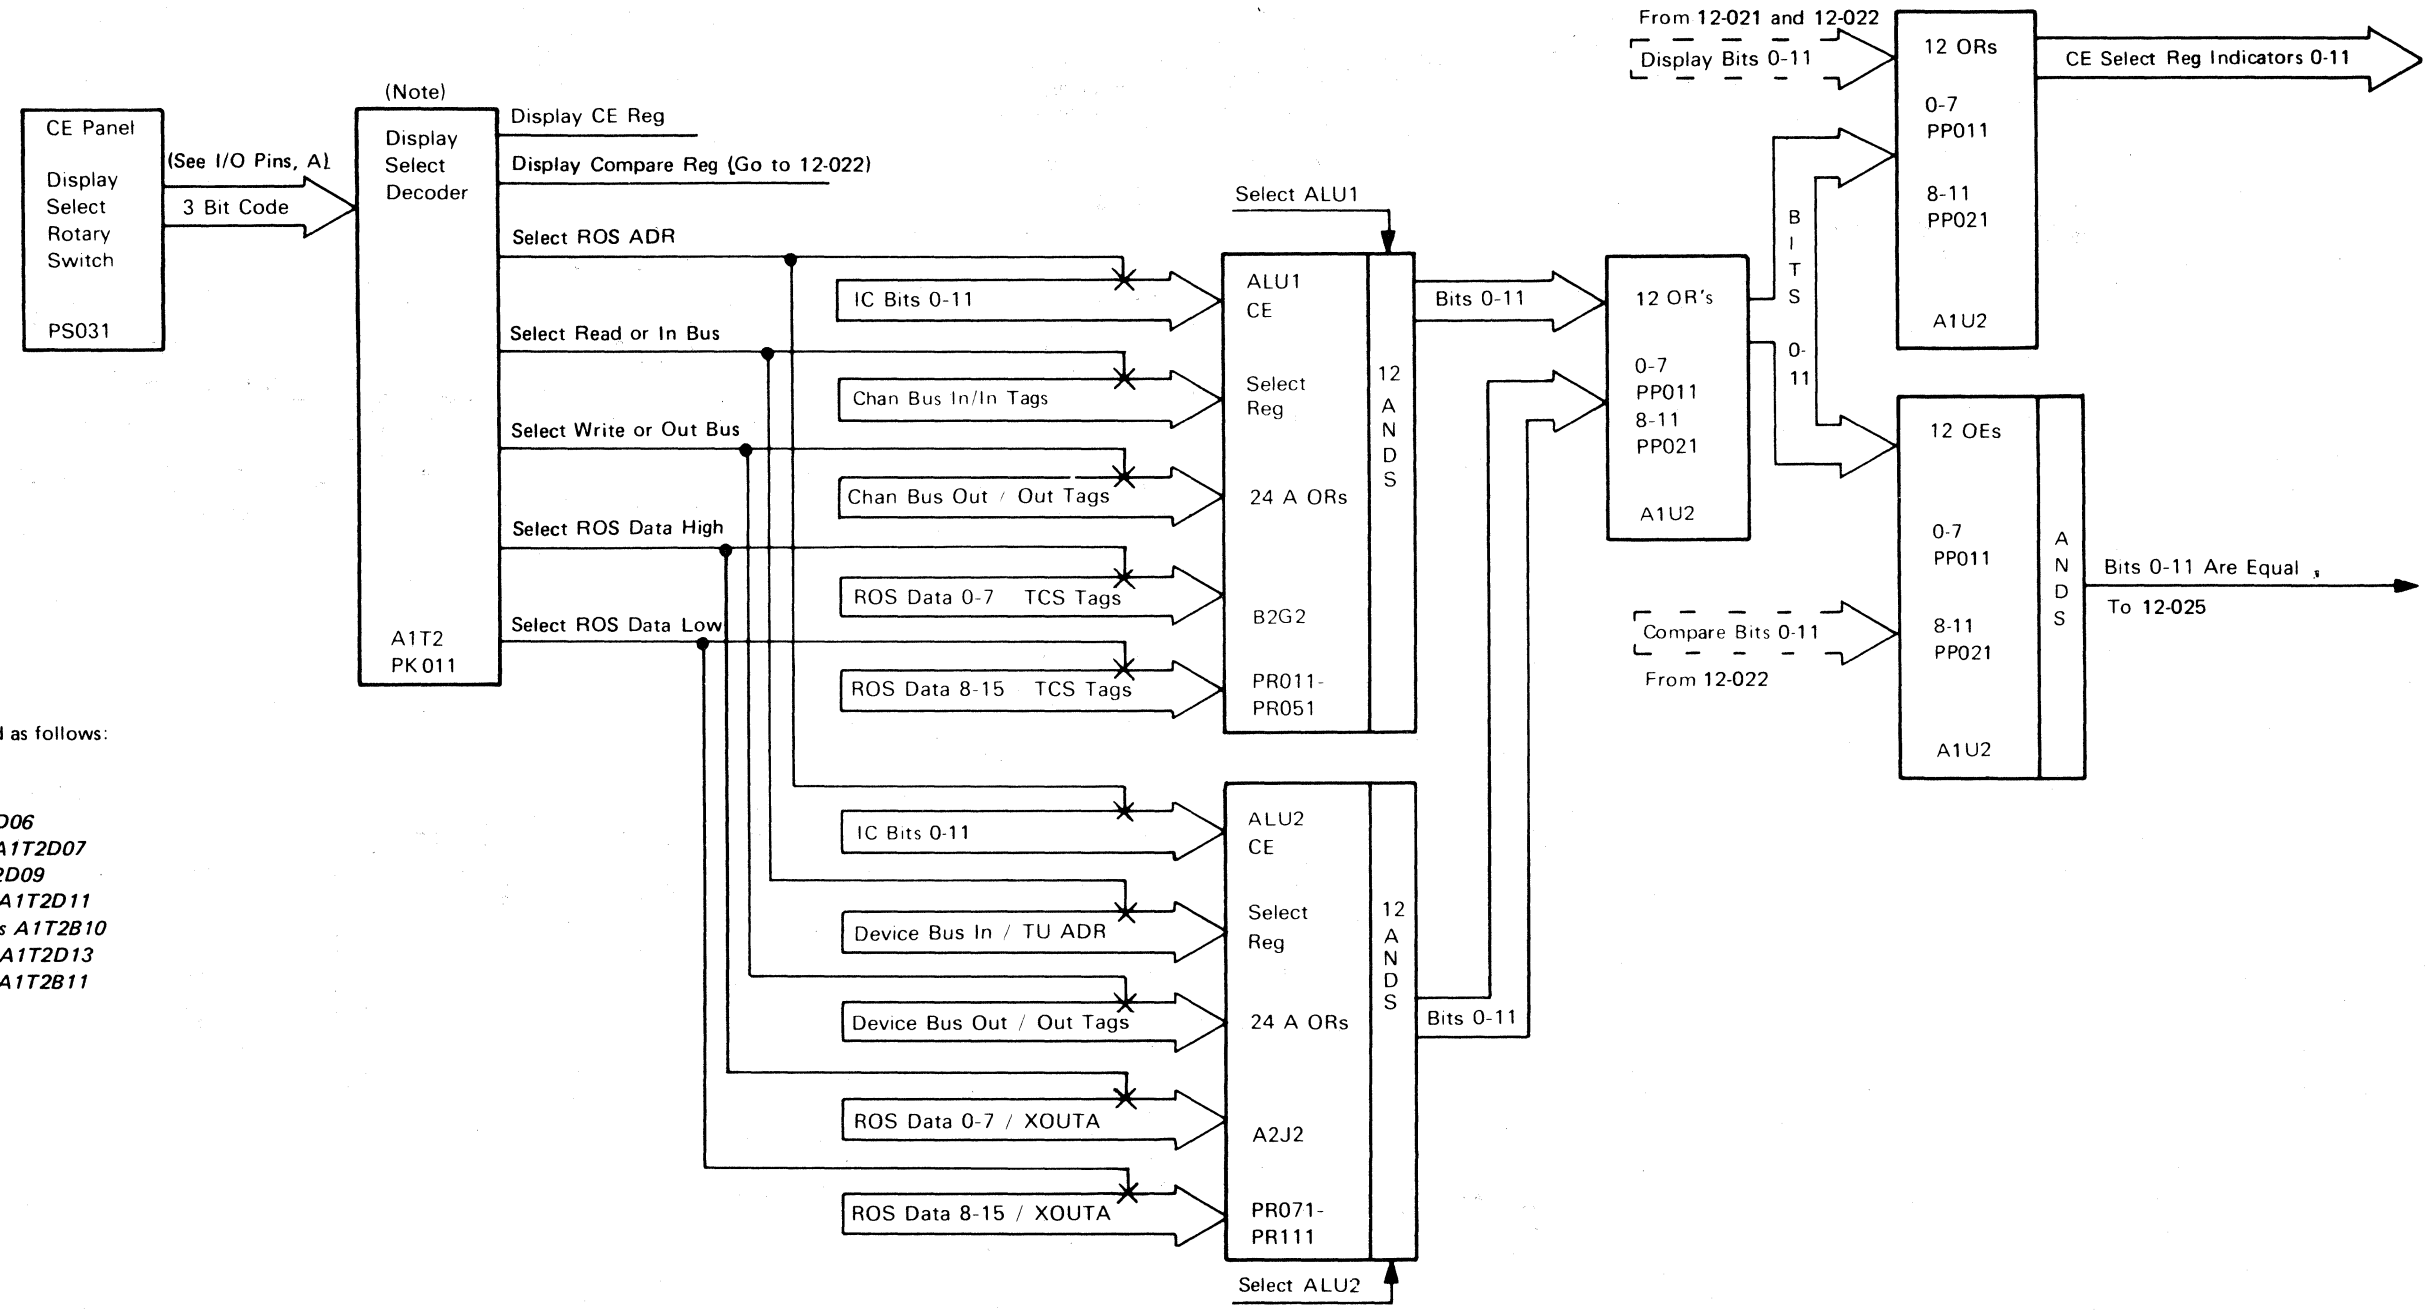 CE Panel
Display
Select
Rotary
Switch
PS031
(See I/O Pins, A)
3 Bit Code
(Note)
Display
Select
Decoder
A1T2
PK011
Display CE Reg
Display Compare Reg (Go to 12-022)
Select ROS ADR
Select Read or In Bus
Select Write or Out Bus
Select ROS Data High
Select ROS Data Low
d as follows:
D06
A1T2D07
2D09
A1T2D11
s A1T2B10
A1T2D13
A1T2B11
IC Bits 0-11
Chan Bus In/In Tags
Chan Bus Out / Out Tags
ROS Data 0-7 TCS Tags
ROS Data 8-15 TCS Tags
Select ALU1
ALU1
CE
Select
Reg
24 A ORs
B2G2
PR011-
PR051
12
ANDS
Bits 0-11
IC Bits 0-11
Device Bus In / TU ADR
Device Bus Out / Out Tags
ROS Data 0-7 / XOUTA
ROS Data 8-15 / XOUTA
ALU2
CE
Select
Reg
24 A ORs
A2J2
PR071-
PR111
12
ANDS
Select ALU2
Bits 0-11
12 OR's
0-7
PP011
8-11
PP021
A1U2
BITS
0-
11
From 12-021 and 12-022
Display Bits 0-11
12 ORs
0-7
PP011
8-11
PP021
A1U2
CE Select Reg Indicators 0-11
12 OEs
0-7
PP011
8-11
PP021
A1U2
ANDS
Compare Bits 0-11
From 12-022
Bits 0-11 Are Equal
To 12-025